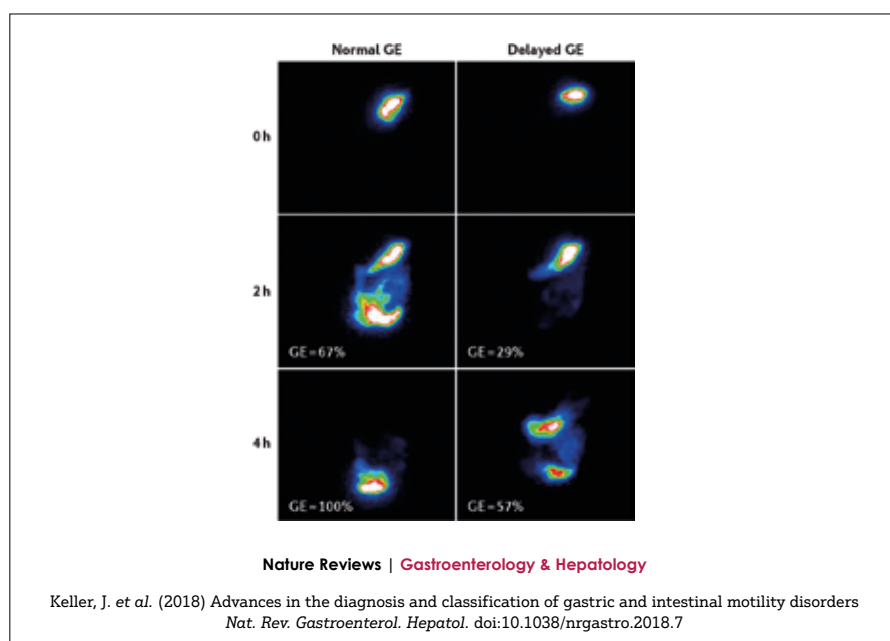 Normal GE Delayed GE
0 h
2 h
GE=67% GE=29%
4 h
GE=100% GE=57%
Nature Reviews | Gastroenterology & Hepatology
Keller, J. et al. (2018) Advances in the diagnosis and classification of gastric and intestinal motility disorders
Nat. Rev. Gastroenterol. Hepatol. doi:10.1038/nrgastro.2018.7